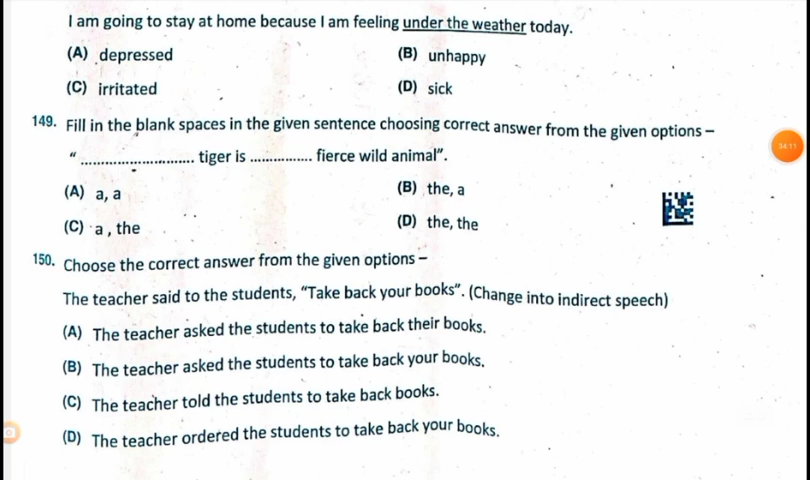 I am going to stay at home because I am feeling under the weather today.
(A) depressed
(B) unhappy
(C) irritated
(D) sick
149. Fill in the blank spaces in the given sentence choosing correct answer from the given options –
“ ............................ tiger is ................ fierce wild animal”.
(A) a, a
(B) the, a
(C) a , the
(D) the, the
150. Choose the correct answer from the given options –
The teacher said to the students, “Take back your books”. (Change into indirect speech)
(A) The teacher asked the students to take back their books.
(B) The teacher asked the students to take back your books.
(C) The teacher told the students to take back books.
(D) The teacher ordered the students to take back your books.
34:11